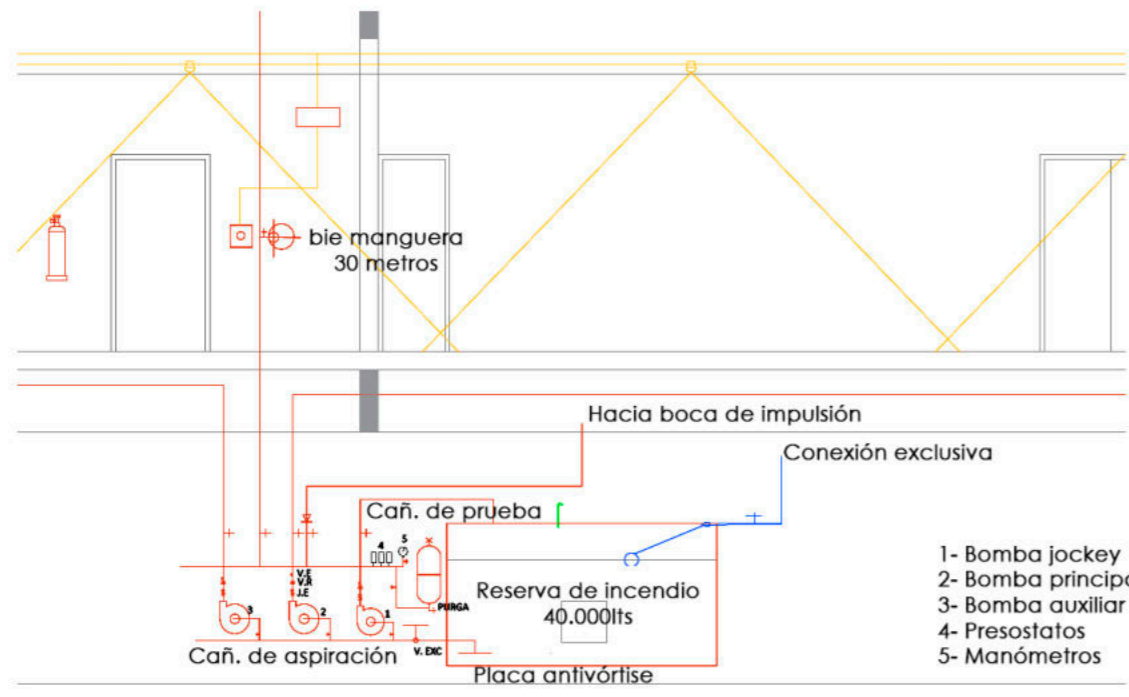 bie manguera
30 metros
Hacia boca de impulsión
Conexión exclusiva
Cañ. de prueba
5
4
V.E
V.R
J.E
3
2
1
PURGA
Reserva de incendio
40.000lts
V. EXC
Cañ. de aspiración
Placa antivórtise
1- Bomba jockey
2- Bomba principa
3- Bomba auxiliar
4- Presostatos
5- Manómetros